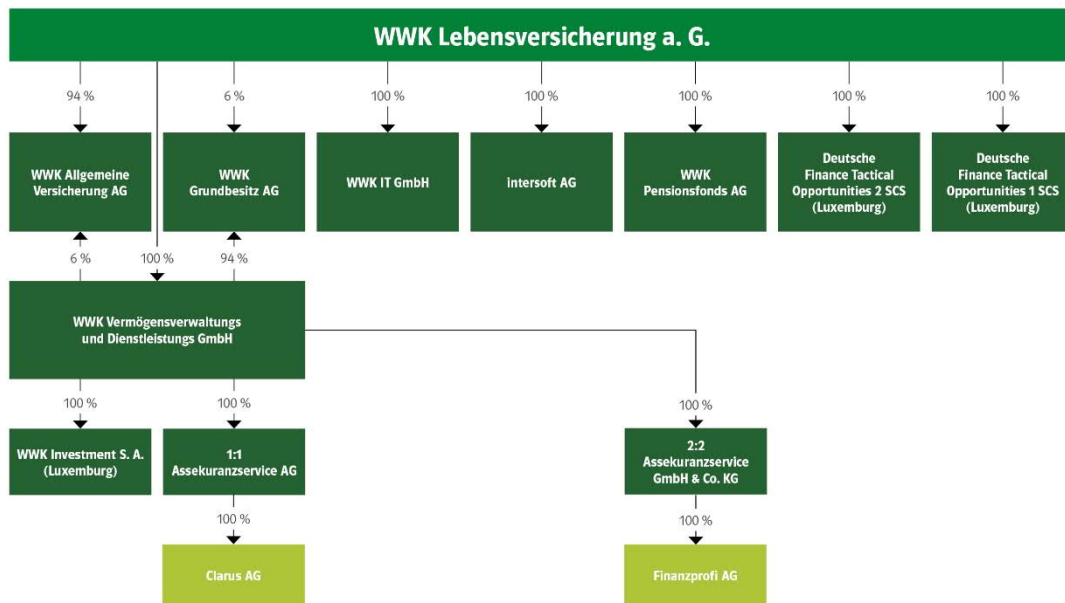 WWK Lebensversicherung a. G.
94 %
6 %
100 %
100 %
100 %
100 %
100 %
WWK Allgemeine
Versicherung AG
WWK
Grundbesitz AG
WWK IT GmbH
intersoft AG
WWK
Pensionsfonds AG
Deutsche
Finance Tactical
Opportunities 2 SCS
(Luxemburg)
Deutsche
Finance Tactical
Opportunities 1 SCS
(Luxemburg)
6 %
100 %
94 %
WWK Vermögensverwaltungs
und Dienstleistungs GmbH
100 %
100 %
100 %
WWK Investment S. A.
(Luxemburg)
1:1
Assekuranzservice AG
2:2
Assekuranzservice
GmbH & Co. KG
100 %
100 %
Clarus AG
Finanzprofi AG